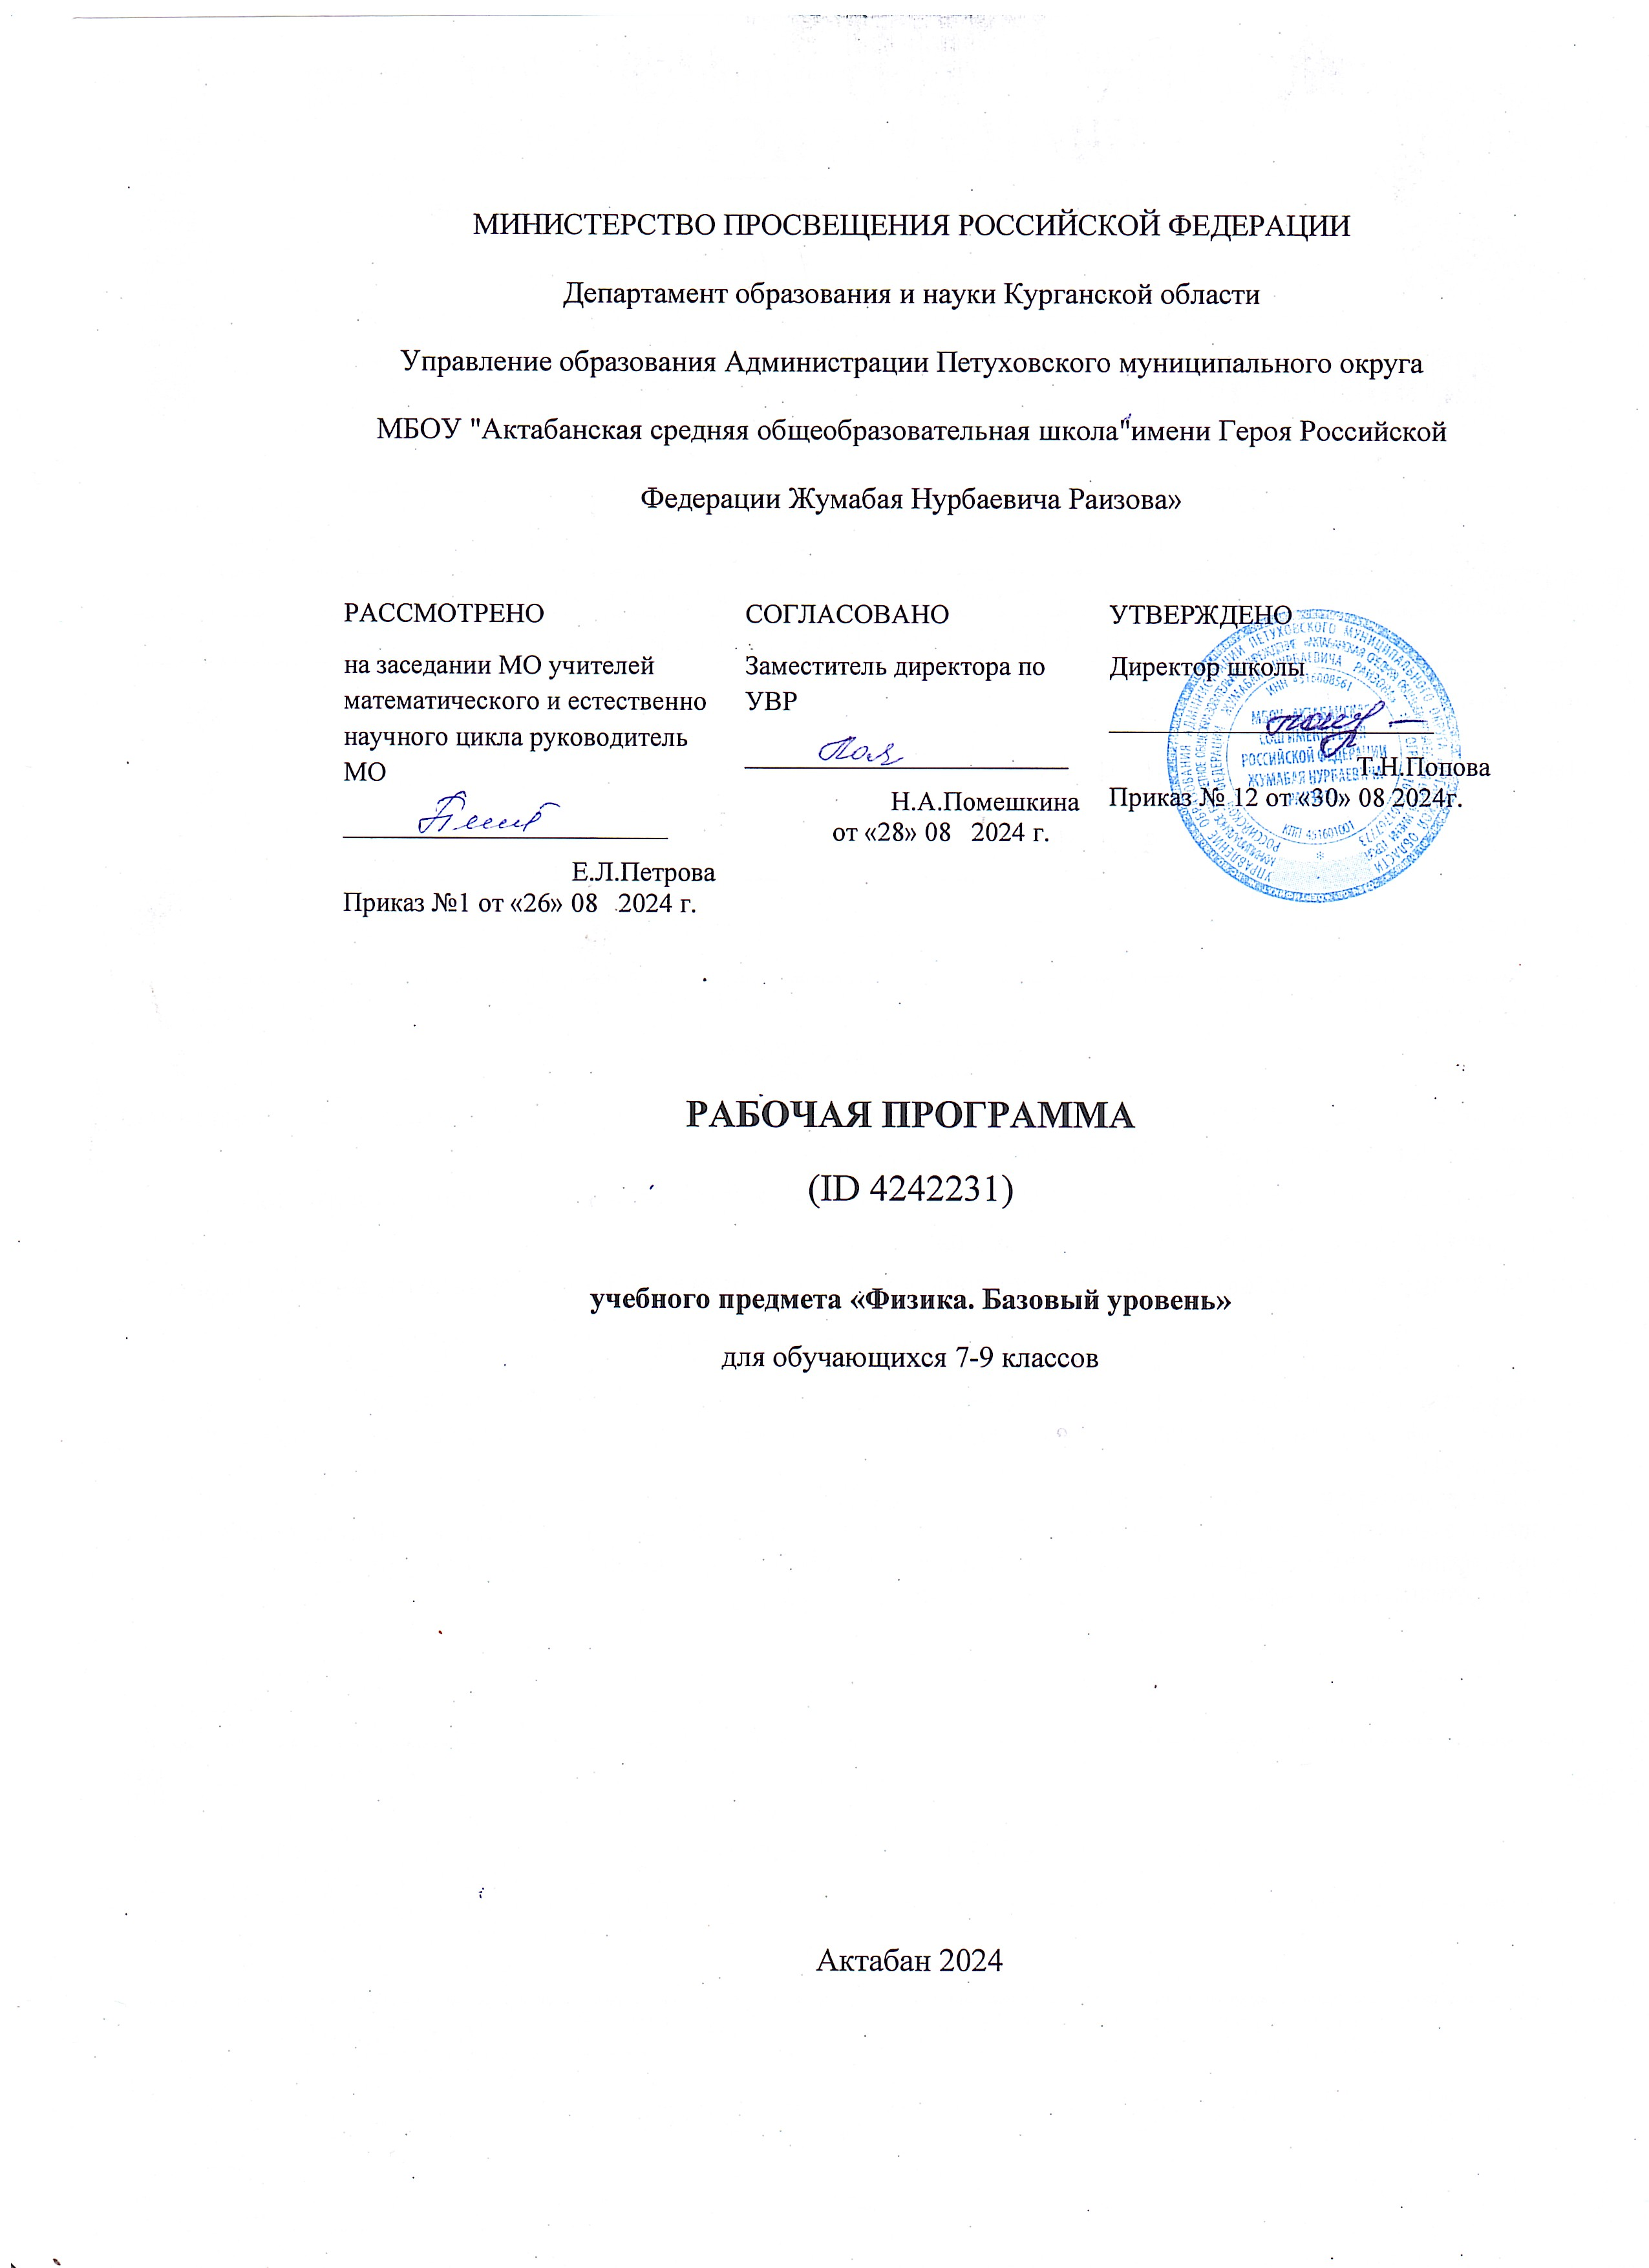 МИНИСТЕРСТВО ПРОСВЕЩЕНИЯ РОССИЙСКОЙ ФЕДЕРАЦИИ
Департамент образования и науки Курганской области
Управление образования Администрации Петуховского муниципального округа
МБОУ "Актабанская средняя общеобразовательная школа"имени Героя Российской
Федерации Жумабая Нурбаевича Раизова»
РАССМОТРЕНО
на заседании МО учителей
математического и естественно
научного цикла руководитель
МО
Е.Л.Петрова
Приказ №1 от «26» 08 2024 г.
СОГЛАСОВАНО
Заместитель директора по
УВР
Н.А.Помешкина
от «28» 08 2024 г.
УТВЕРЖДЕНО
Директор школы
Т.Н.Попова
Приказ № 12 от «30» 08 2024г.
РОССИЙСКОЙ ФЕДЕРАЦИИ
РАБОЧАЯ ПРОГРАММА
(ID 4242231)
учебного предмета «Физика. Базовый уровень»
для обучающихся 7-9 классов
Актабан 2024